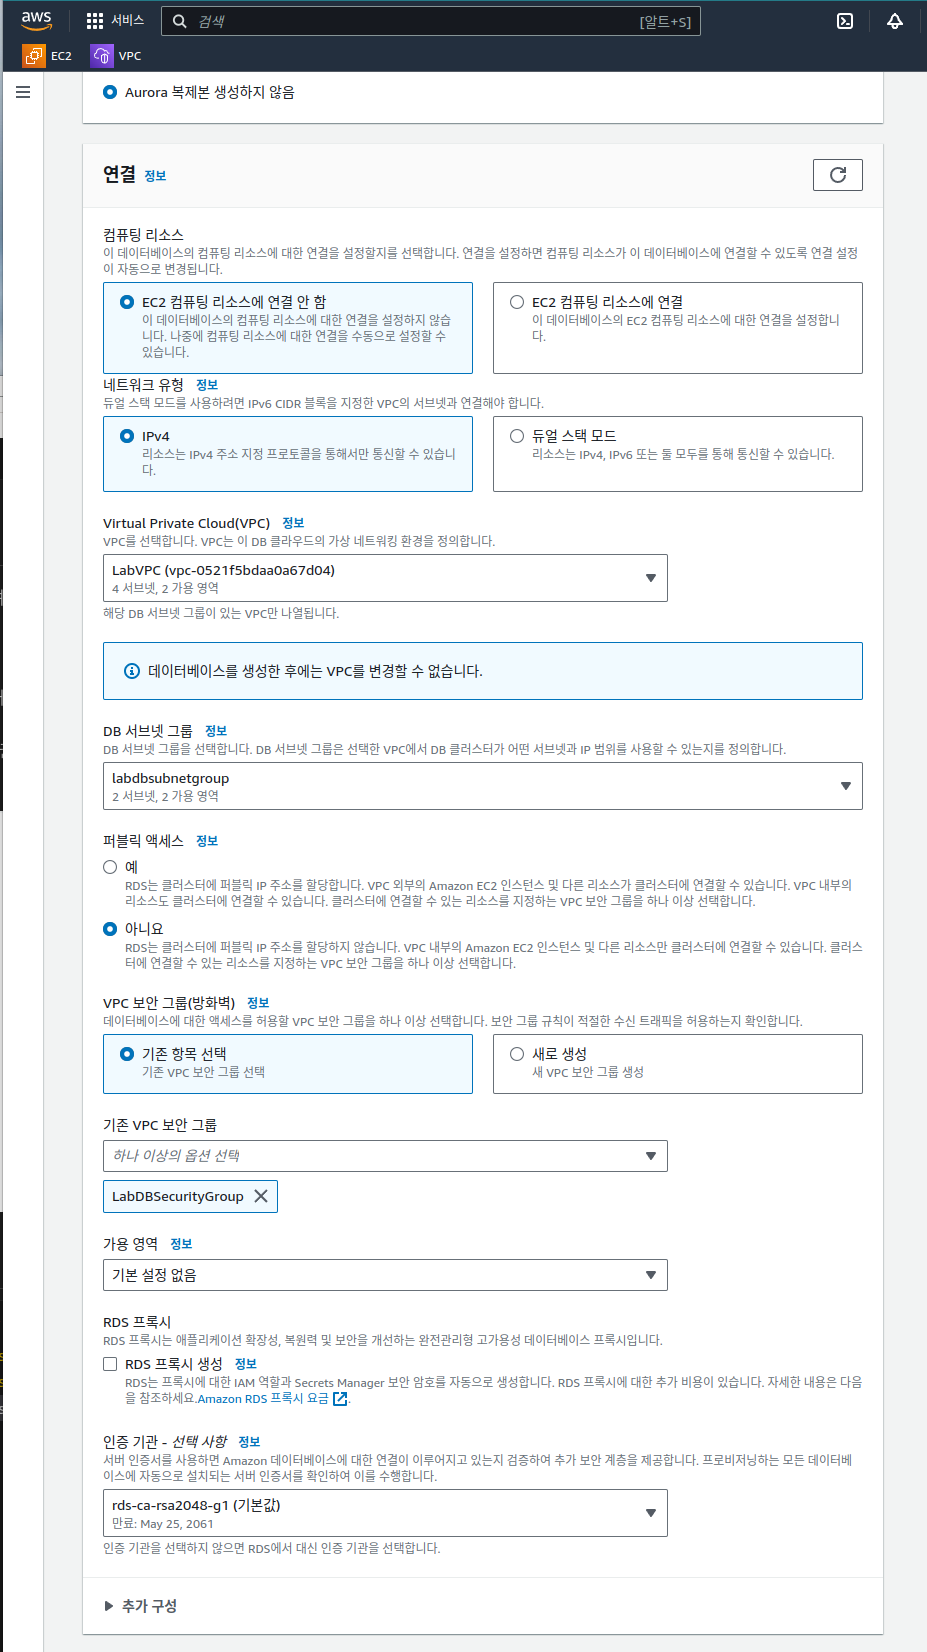 aws
서비스
검색
[알트+S]
EC2
VPC
Aurora 복제본 생성하지 않음
연결 정보
컴퓨팅 리소스
이 데이터베이스의 컴퓨팅 리소스에 대한 연결을 설정할지를 선택합니다. 연결을 설정하면 컴퓨팅 리소스가 이 데이터베이스에 연결할 수 있도록 연결 설정
이 자동으로 변경됩니다.
EC2 컴퓨팅 리소스에 연결 안 함
이 데이터베이스의 컴퓨팅 리소스에 대한 연결을 설정하지 않습
니다. 나중에 컴퓨팅 리소스에 대한 연결을 수동으로 설정할 수
있습니다.
EC2 컴퓨팅 리소스에 연결
이 데이터베이스의 EC2 컴퓨팅 리소스에 대한 연결을 설정합니
다.
네트워크 유형 정보
듀얼 스택 모드를 사용하려면 IPv6 CIDR 블록을 지정한 VPC의 서브넷과 연결해야 합니다.
IPv4
리소스는 IPv4 주소 지정 프로토콜을 통해서만 통신할 수 있습니
다.
듀얼 스택 모드
리소스는 IPv4, IPv6 또는 둘 모두를 통해 통신할 수 있습니다.
Virtual Private Cloud(VPC) 정보
VPC를 선택합니다. VPC는 이 DB 클라우드의 가상 네트워킹 환경을 정의합니다.
LabVPC (vpc-0521f5bdaa0a67d04)
4 서브넷, 2 가용 영역
해당 DB 서브넷 그룹이 있는 VPC만 나열됩니다.
데이터베이스를 생성한 후에는 VPC를 변경할 수 없습니다.
DB 서브넷 그룹 정보
DB 서브넷 그룹을 선택합니다. DB 서브넷 그룹은 선택한 VPC에서 DB 클러스터가 어떤 서브넷과 IP 범위를 사용할 수 있는지를 정의합니다.
labdbsubnetgroup
2 서브넷, 2 가용 영역
퍼블릭 액세스 정보
예
RDS는 클러스터에 퍼블릭 IP 주소를 할당합니다. VPC 외부의 Amazon EC2 인스턴스 및 다른 리소스가 클러스터에 연결할 수 있습니다. VPC 내부의
리소스도 클러스터에 연결할 수 있습니다. 클러스터에 연결할 수 있는 리소스를 지정하는 VPC 보안 그룹을 하나 이상 선택합니다.
아니요
RDS는 클러스터에 퍼블릭 IP 주소를 할당하지 않습니다. VPC 내부의 Amazon EC2 인스턴스 및 다른 리소스만 클러스터에 연결할 수 있습니다. 클러스
터에 연결할 수 있는 리소스를 지정하는 VPC 보안 그룹을 하나 이상 선택합니다.
VPC 보안 그룹(방화벽) 정보
데이터베이스에 대한 액세스를 허용할 VPC 보안 그룹을 하나 이상 선택합니다. 보안 그룹 규칙이 적절한 수신 트래픽을 허용하는지 확인합니다.
기존 항목 선택
기존 VPC 보안 그룹 선택
새로 생성
새 VPC 보안 그룹 생성
기존 VPC 보안 그룹
하나 이상의 옵션 선택
LabDBSecurityGroup
가용 영역 정보
기본 설정 없음
RDS 프록시
RDS 프록시는 애플리케이션 확장성, 복원력 및 보안을 개선하는 완전관리형 고가용성 데이터베이스 프록시입니다.
RDS 프록시 생성 정보
RDS는 프록시에 대한 IAM 역할과 Secrets Manager 보안 암호를 자동으로 생성합니다. RDS 프록시에 대한 추가 비용이 있습니다. 자세한 내용은 다음
을 참조하세요.Amazon RDS 프록시 요금.
인증 기관 - 선택 사항 정보
서버 인증서를 사용하면 Amazon 데이터베이스에 대한 연결이 이루어지고 있는지 검증하여 추가 보안 계층을 제공합니다. 프로비저닝하는 모든 데이터베
이스에 자동으로 설치되는 서버 인증서를 확인하여 이를 수행합니다.
rds-ca-rsa2048-g1 (기본값)
만료: May 25, 2061
인증 기관을 선택하지 않으면 RDS에서 대신 인증 기관을 선택합니다.
추가 구성